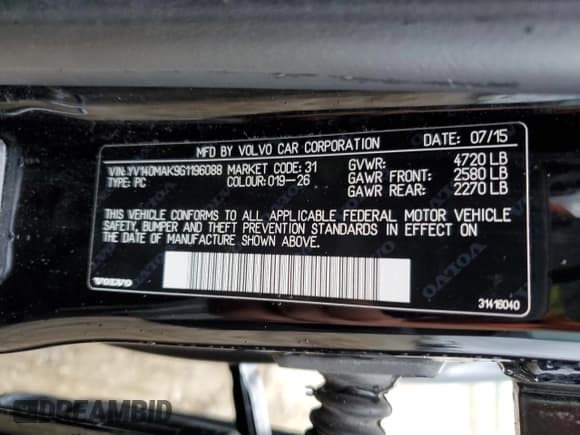 MFD BY VOLVO CAR CORPORATION DATE: 07/15
VIN: YV140MAK9G1196088 MARKET CODE: 31 GVWR: 4720 LB
TYPE: PC COLOUR: 019-26 GAWR FRONT: 2580 LB
GAWR REAR: 2270 LB
THIS VEHICLE CONFORMS TO ALL APPLICABLE FEDERAL MOTOR VEHICLE
SAFETY, BUMPER AND THEFT PREVENTION STANDARDS IN EFFECT ON
THE DATE OF MANUFACTURE SHOWN ABOVE.
VOLVO
31416040
DREAMBID